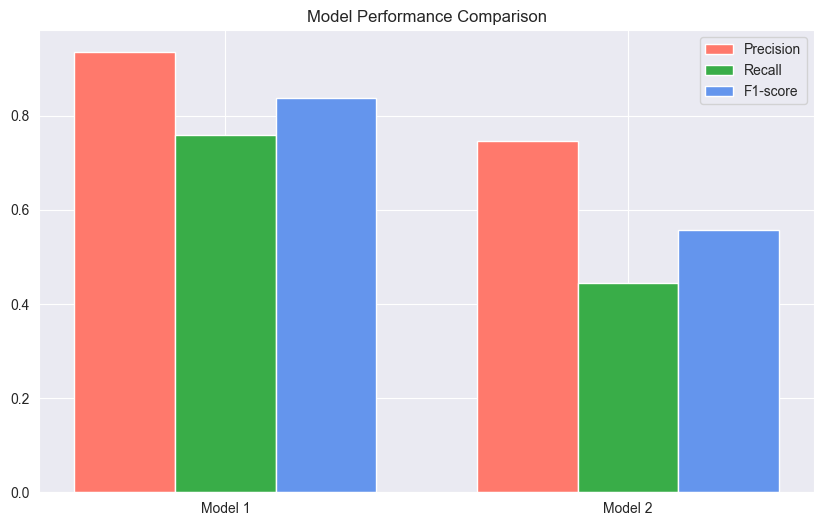 Model Performance Comparison
Precision
Recall
F1-score
0.8
0.6
0.4
0.2
0.0
Model 1
Model 2